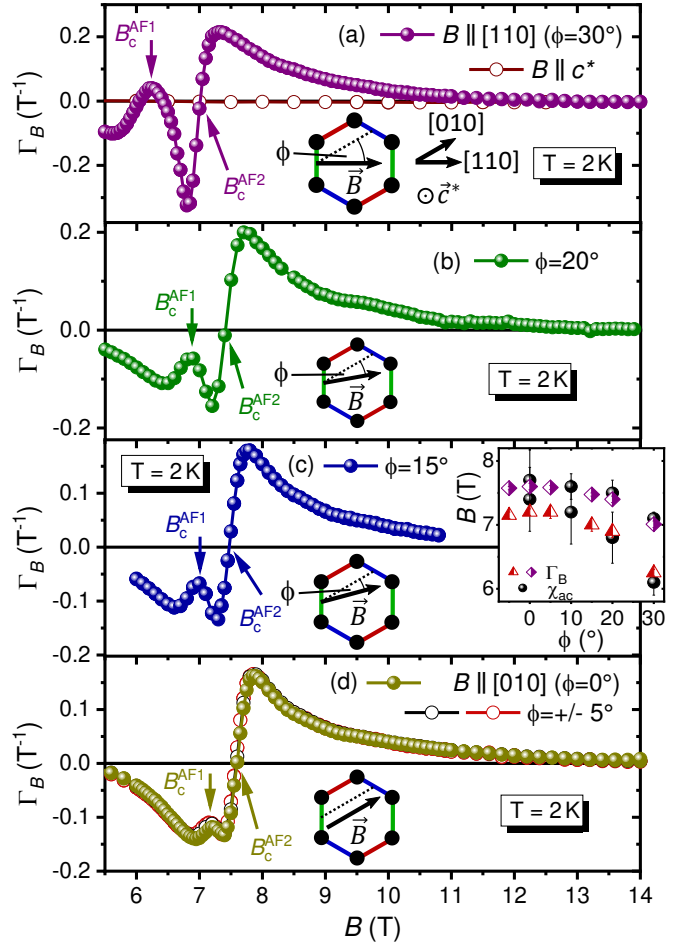 0.2
0.0
-0.2
Γ_B (T⁻¹)
B_c^AF1
B_c^AF2
(a)
B || [110] (ϕ=30°)
B || c*
ϕ
B⃗
[010]
[110]
⊙ c⃗*
T = 2K
0.2
0.0
-0.2
Γ_B (T⁻¹)
(b)
ϕ=20°
B_c^AF1
B_c^AF2
ϕ
B⃗
T = 2K
0.1
0.0
-0.1
-0.2
Γ_B (T⁻¹)
T = 2K
(c)
ϕ=15°
B_c^AF1
B_c^AF2
ϕ
B⃗
8
7
6
B (T)
Γ_B
χ_ac
0 10 20 30
ϕ (°)
0.1
0.0
-0.1
-0.2
Γ_B (T⁻¹)
(d)
B || [010] (ϕ=0°)
ϕ=+/- 5°
B_c^AF1
B_c^AF2
B⃗
T = 2K
6 7 8 9 10 11 12 13 14
B (T)